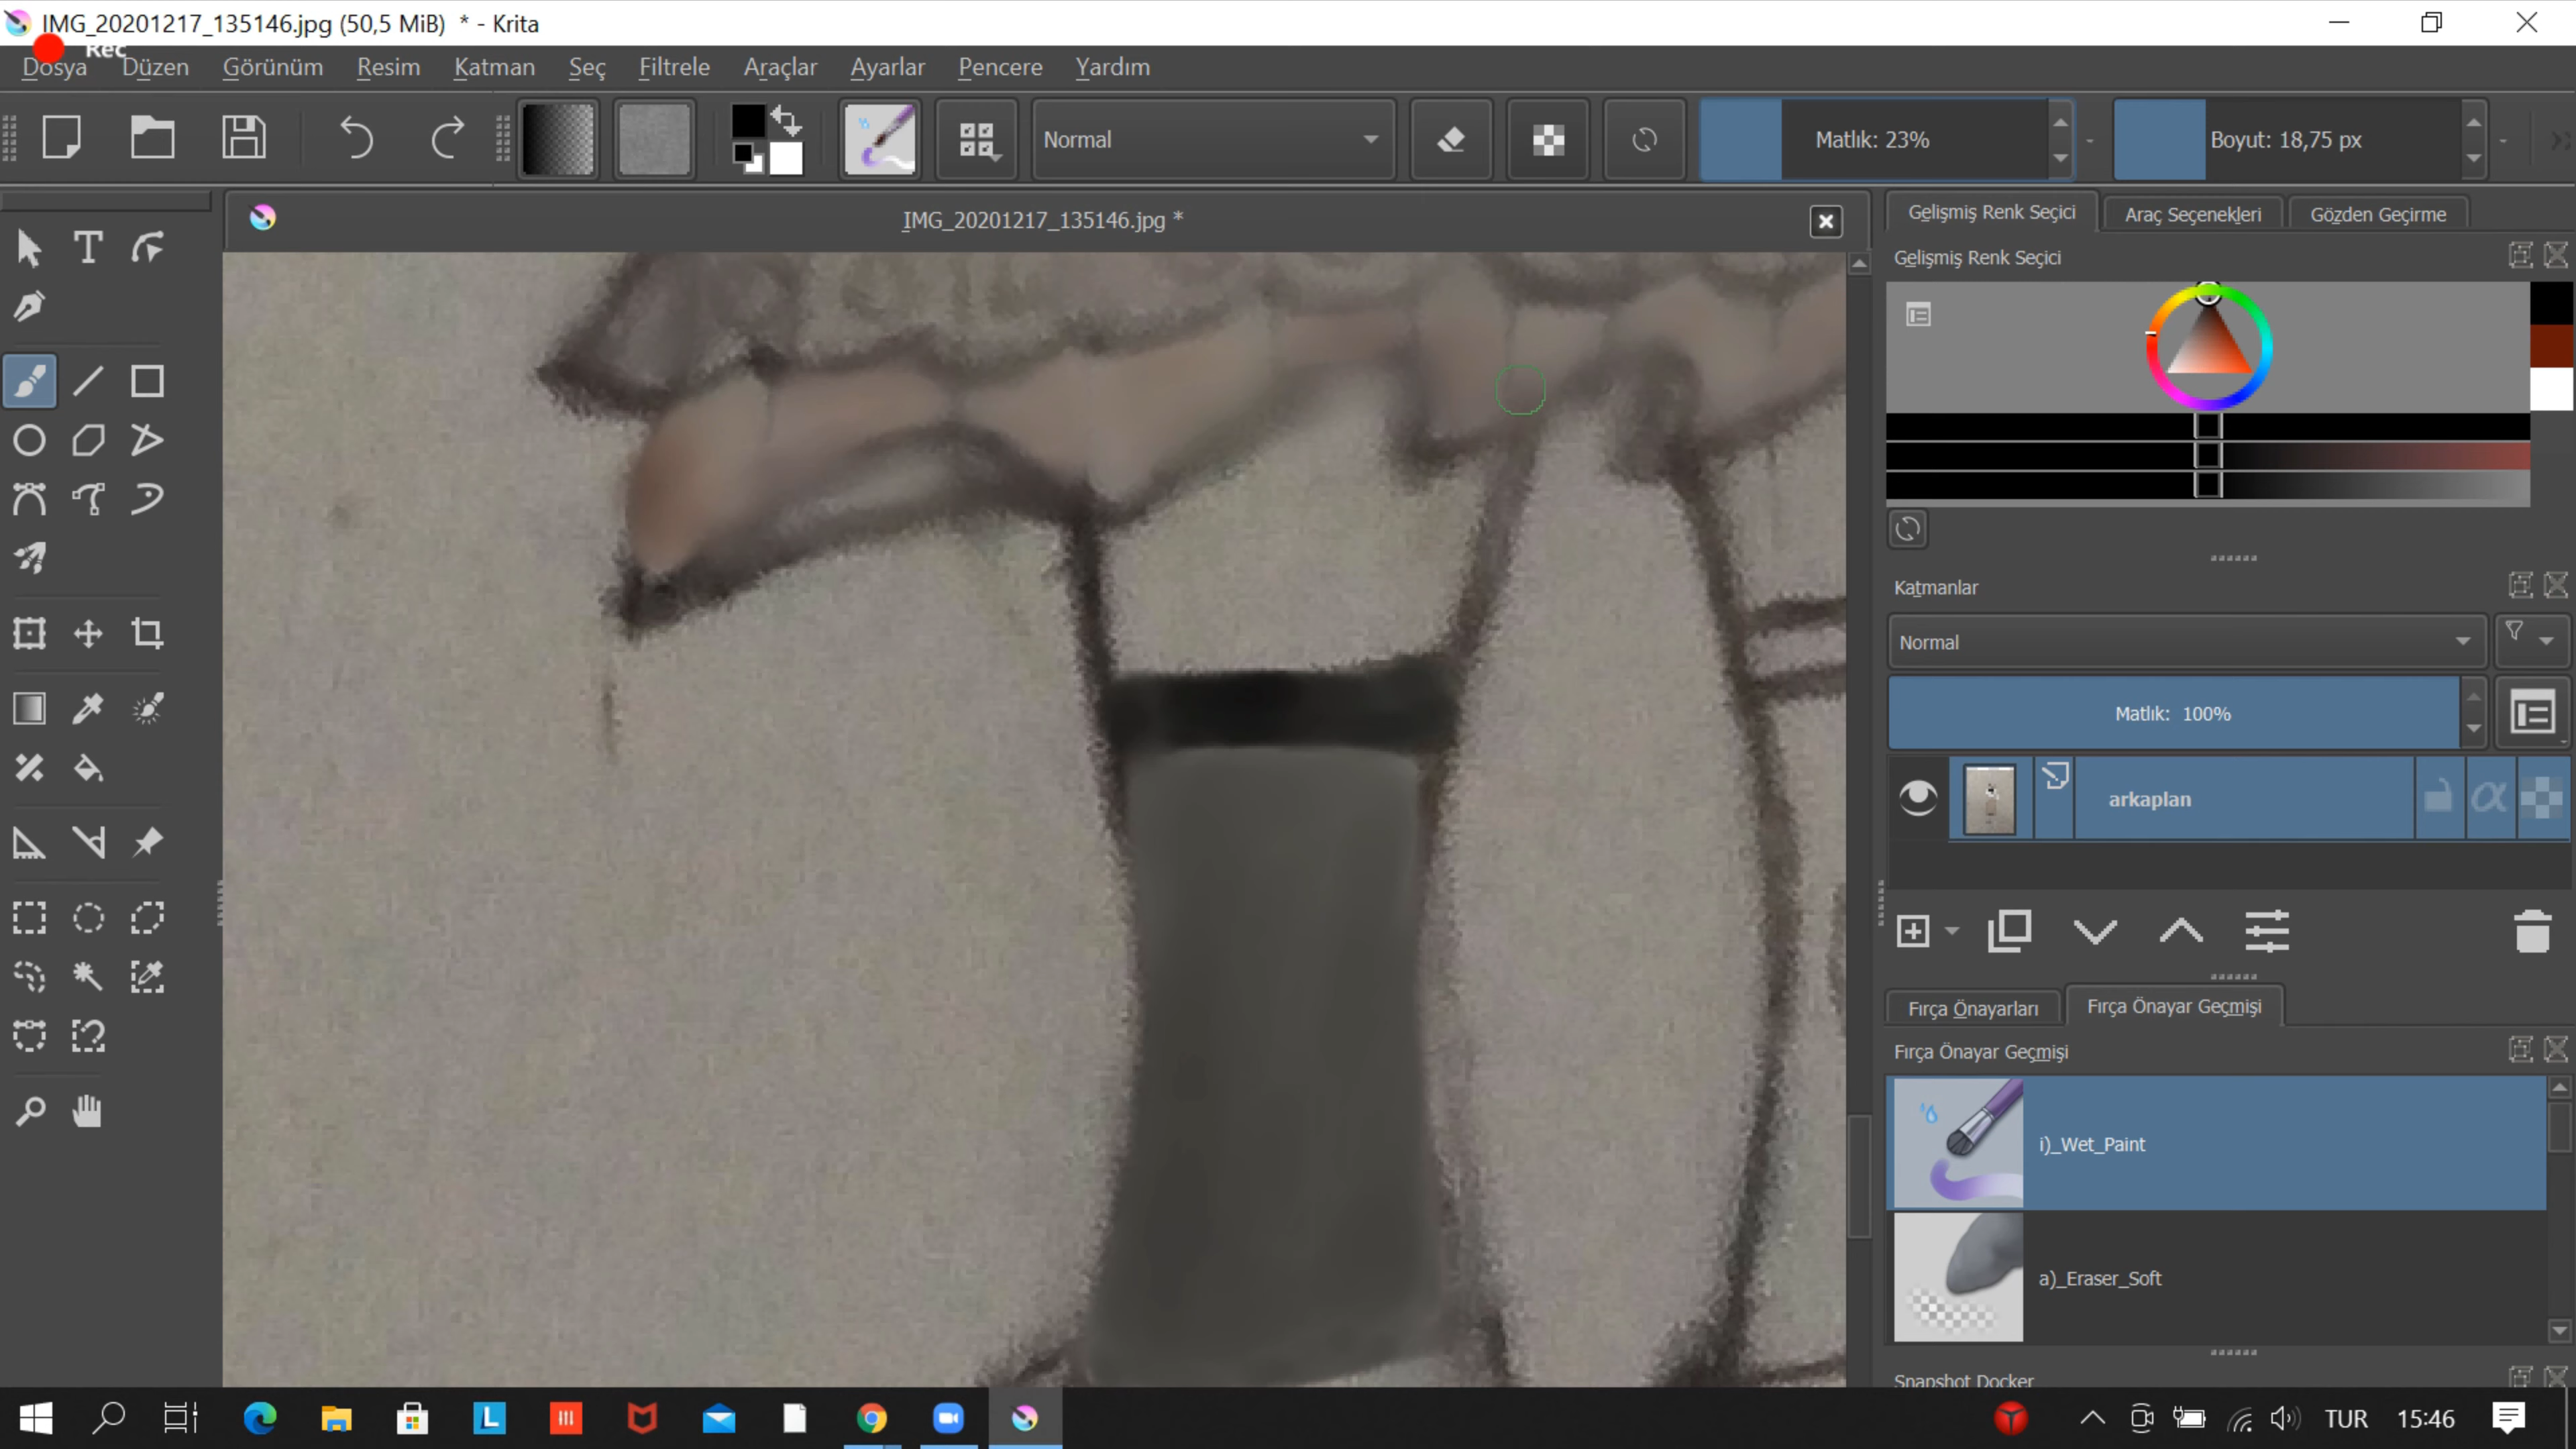 IMG_20201217_135146.jpg (50,5 MiB) * - Krita
Rec
Dosya Düzen Görünüm Resim Katman Seç Filtrele Araçlar Ayarlar Pencere Yardım
Normal Matlık: 23% Boyut: 18,75 px
IMG_20201217_135146.jpg *
Gelişmiş Renk Seçici Araç Seçenekleri Gözden Geçirme
Gelişmiş Renk Seçici
Katmanlar
Normal
Matlık: 100%
arkaplan
Fırça Önayarları Fırça Önayar Geçmişi
Fırça Önayar Geçmişi
i)_Wet_Paint
a)_Eraser_Soft
Snapshot Docker
TUR 15:46